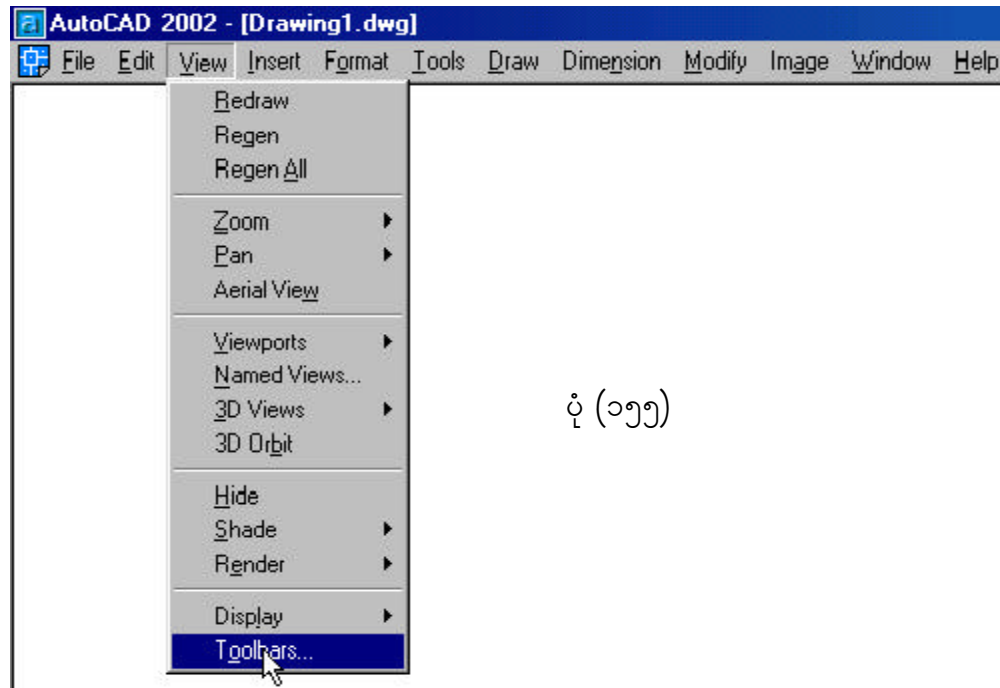 AutoCAD 2002 - [Drawing1.dwg]
File Edit View Insert Format Tools Draw Dimension Modify Image Window Help
Redraw
Regen
Regen All
Zoom
Pan
Aerial View
Viewports
Named Views...
3D Views
3D Orbit
ပုံ (၁၅၅)
Hide
Shade
Render
Display
Toolbars...